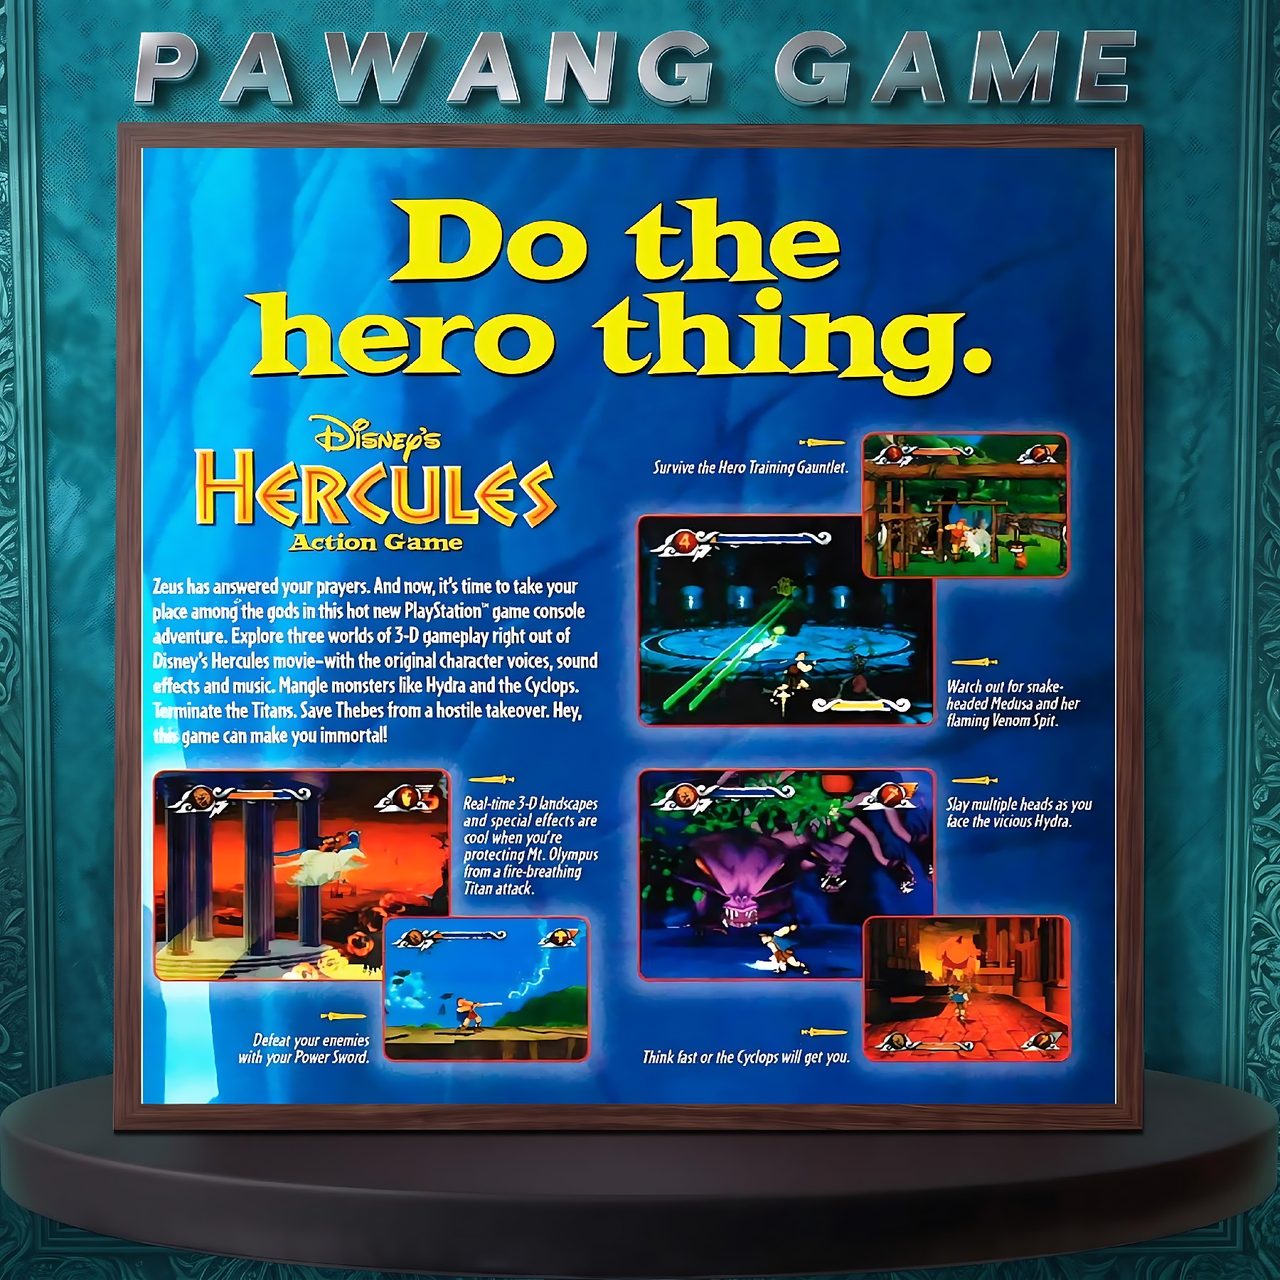 PAWANG GAME
Do the
hero thing.
Disney's
HERCULES
Action Game
Zeus has answered your prayers. And now, it's time to take your
place among the gods in this hot new PlayStation™ game console
adventure. Explore three worlds of 3-D gameplay right out of
Disney's Hercules movie–with the original character voices, sound
effects and music. Mangle monsters like Hydra and the Cyclops.
Terminate the Titans. Save Thebes from a hostile takeover. Hey,
this game can make you immortal!
Survive the Hero Training Gauntlet.
4
Watch out for snake-
headed Medusa and her
flaming Venom Spit.
Real-time 3-D landscapes
and special effects are
cool when you're
protecting Mt. Olympus
from a fire-breathing
Titan attack.
Slay multiple heads as you
face the vicious Hydra.
Defeat your enemies
with your Power Sword.
Think fast or the Cyclops will get you.